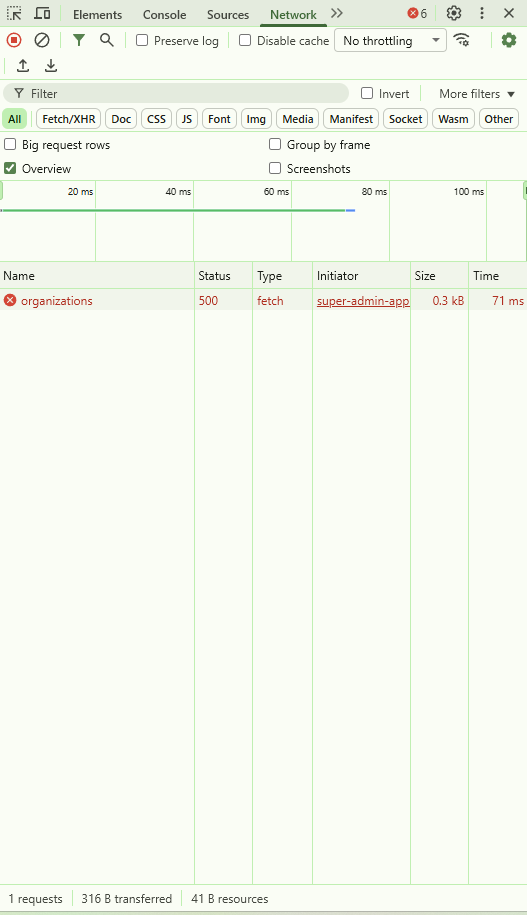 Elements Console Sources Network 6
Preserve log Disable cache No throttling
Filter Invert More filters
All Fetch/XHR Doc CSS JS Font Img Media Manifest Socket Wasm Other
Big request rows Group by frame
Overview Screenshots
20 ms 40 ms 60 ms 80 ms 100 ms
Name Status Type Initiator Size Time
organizations 500 fetch super-admin-app 0.3 kB 71 ms
1 requests 316 B transferred 41 B resources